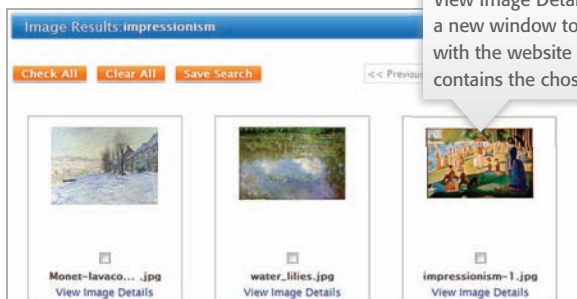 View Image Detai
a new window to
with the website
contains the chos
Image Results:impressionism
Check All Clear All Save Search << Previous
Monet-lavaco... .jpg water_lilies.jpg impressionism-1.jpg
View Image Details View Image Details View Image Details